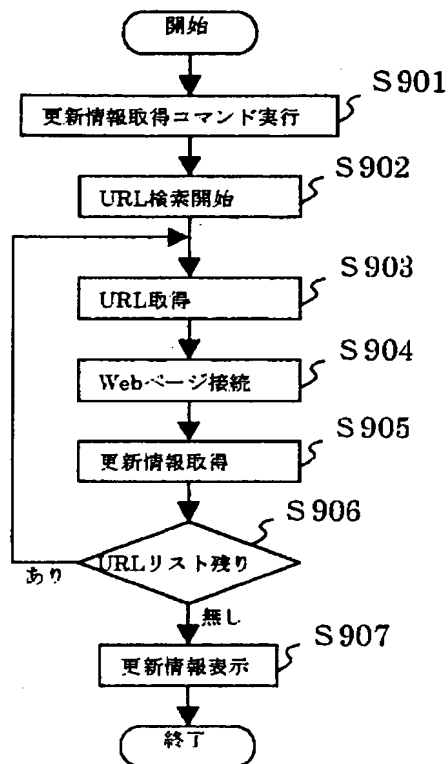 開始
S901
更新情報取得コマンド実行
S902
URL検索開始
S903
URL取得
S904
Webページ接続
S905
更新情報取得
S906
URLリスト残り
あり
無し
S907
更新情報表示
終了